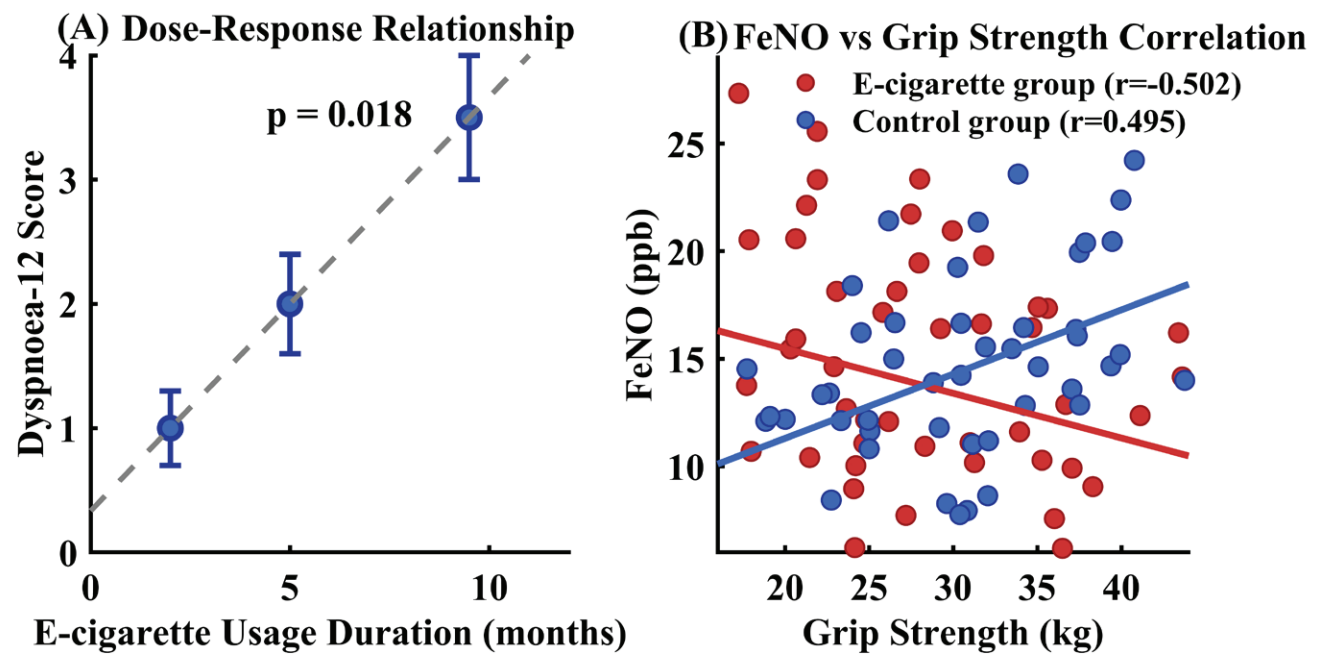 (A) Dose-Response Relationship
4
3
2
1
0
Dyspnoea-12 Score
p = 0.018
0 5 10
E-cigarette Usage Duration (months)
(B) FeNO vs Grip Strength Correlation
E-cigarette group (r=-0.502)
Control group (r=0.495)
25
20
15
10
FeNO (ppb)
20 25 30 35 40
Grip Strength (kg)